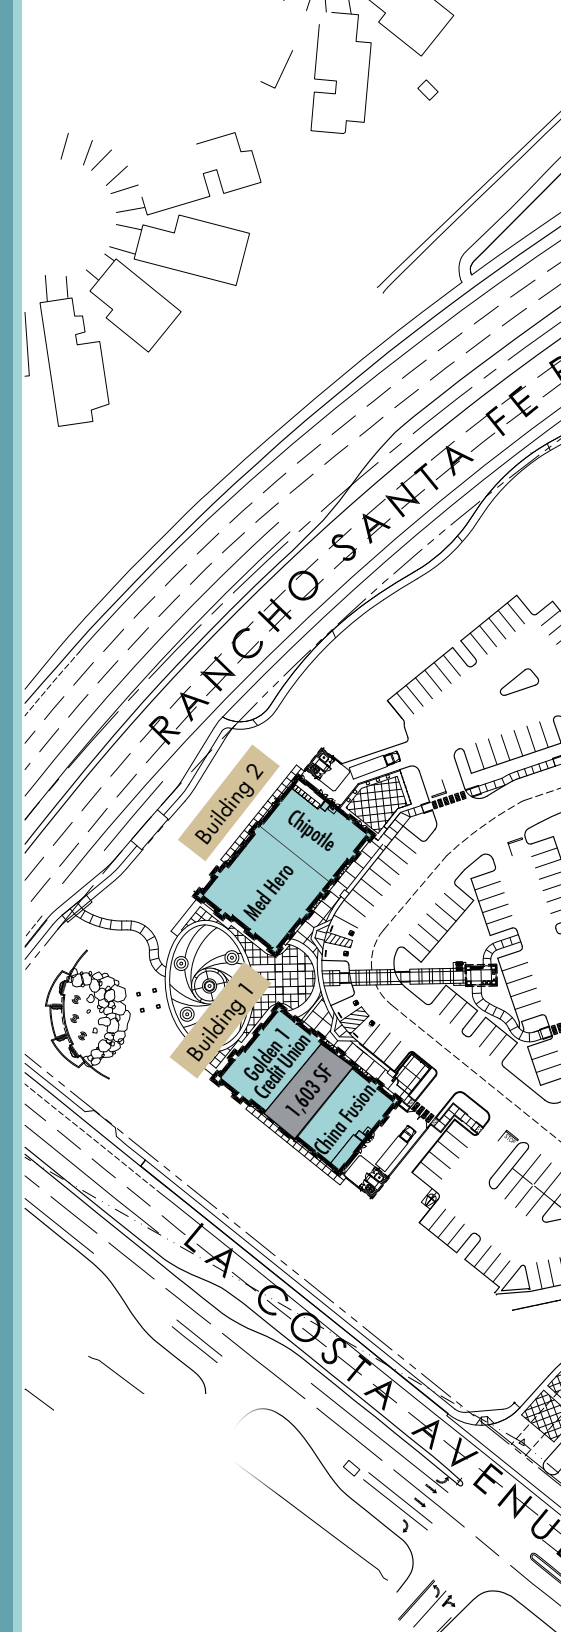 RANCHO SANTA FE
Building 2
Chipotle
Med Hero
Building 1
Golden 1
Credit Union
1,603 SF
China Fusion
LA COSTA AVENUE